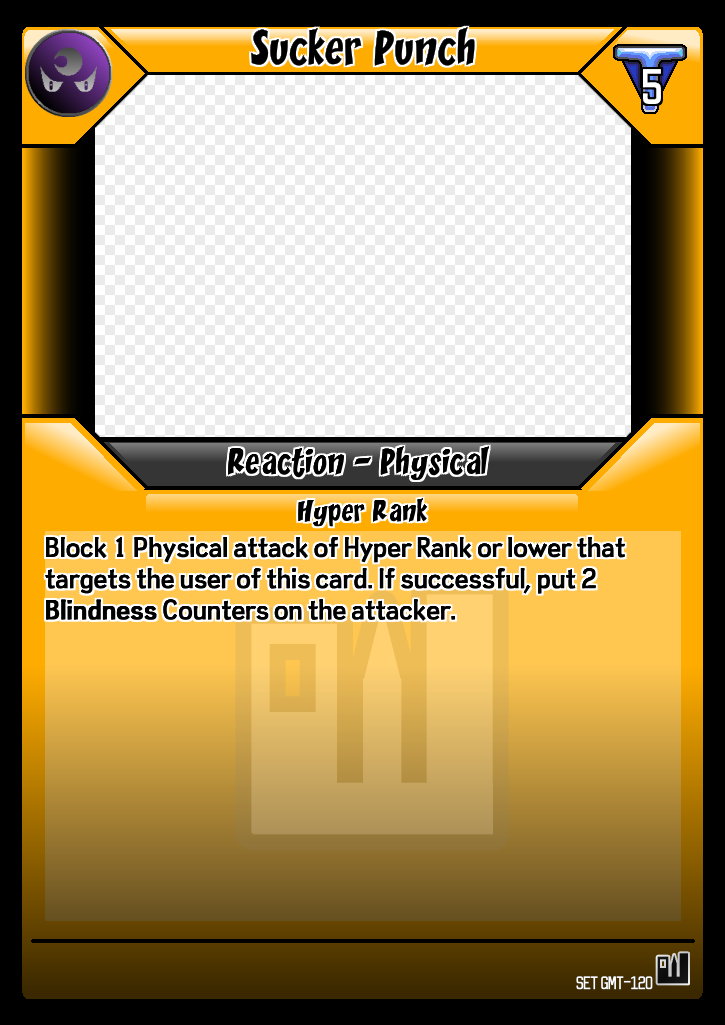 Sucker Punch
5
Reaction - Physical
Hyper Rank
Block 1 Physical attack of Hyper Rank or lower that
targets the user of this card. If successful, put 2
Blindness Counters on the attacker.
SET GMT-120